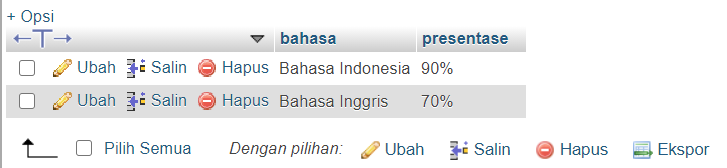 + Opsi
bahasa presentase
Ubah Salin Hapus Bahasa Indonesia 90%
Ubah Salin Hapus Bahasa Inggris 70%
Pilih Semua Dengan pilihan: Ubah Salin Hapus Ekspor